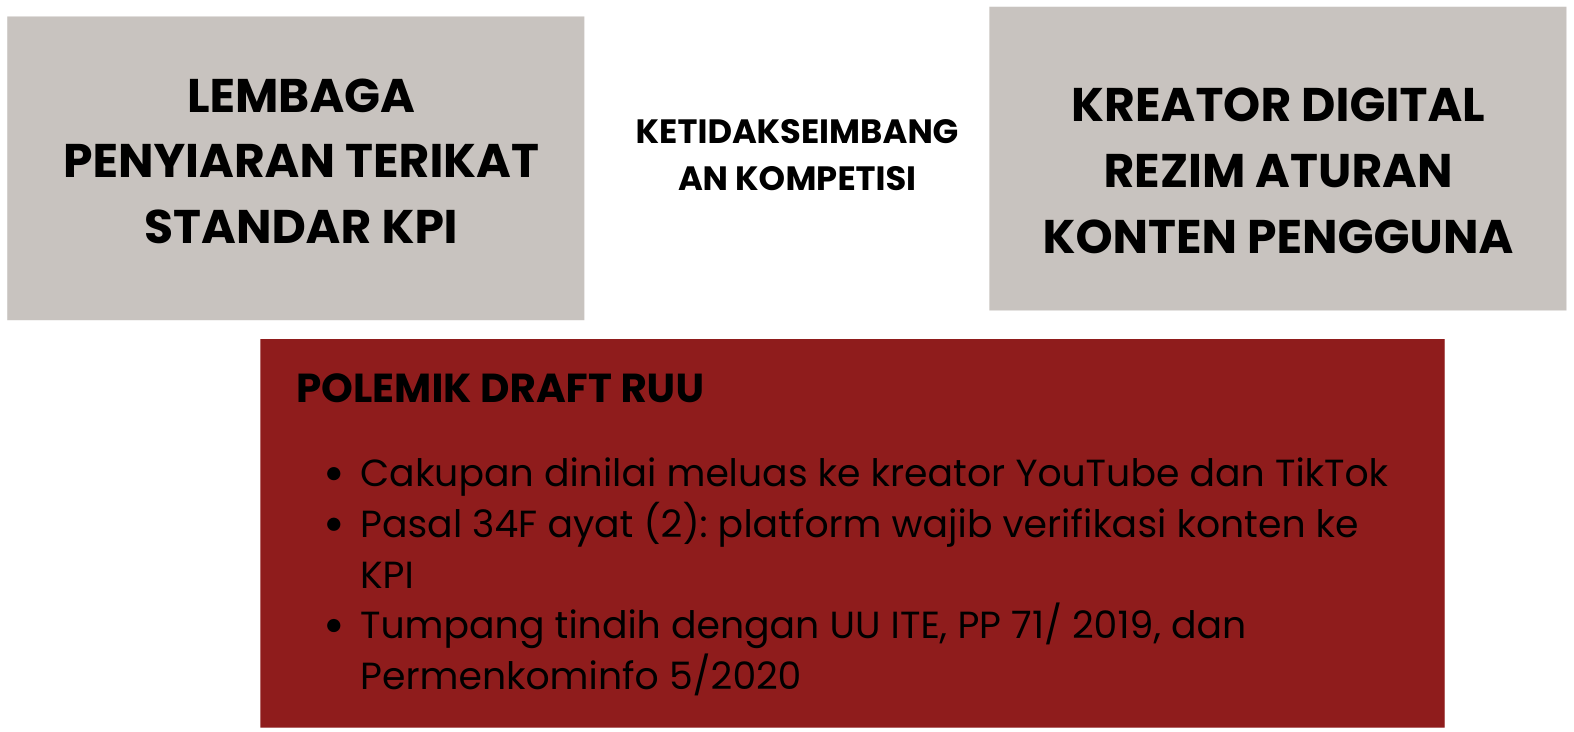 LEMBAGA
PENYIARAN TERIKAT
STANDAR KPI
KETIDAKSEIMBANG
AN KOMPETISI
KREATOR DIGITAL
REZIM ATURAN
KONTEN PENGGUNA
POLEMIK DRAFT RUU
• Cakupan dinilai meluas ke kreator YouTube dan TikTok
• Pasal 34F ayat (2): platform wajib verifikasi konten ke
KPI
• Tumpang tindih dengan UU ITE, PP 71/ 2019, dan
Permenkominfo 5/2020